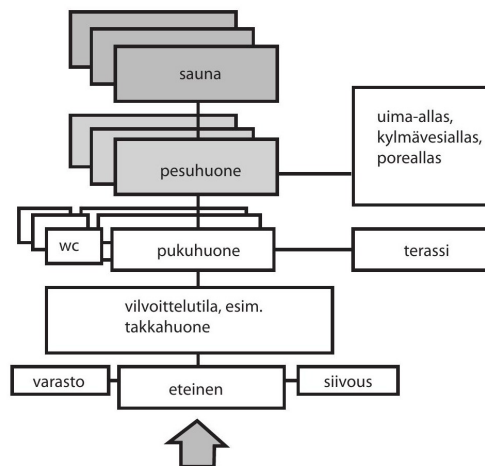 sauna
uima-allas,
kylmävesiallas,
poreallas
pesuhuone
wc
pukuhuone
terassi
vilvoittelutila, esim.
takkahuone
varasto
eteinen
siivous